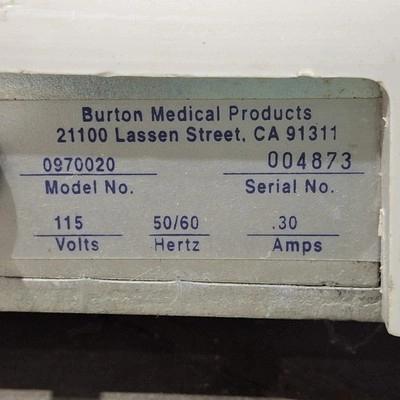 Burton Medical Products
21100 Lassen Street, CA 91311
0970020 004873
Model No. Serial No.
115 50/60 .30
Volts Hertz Amps